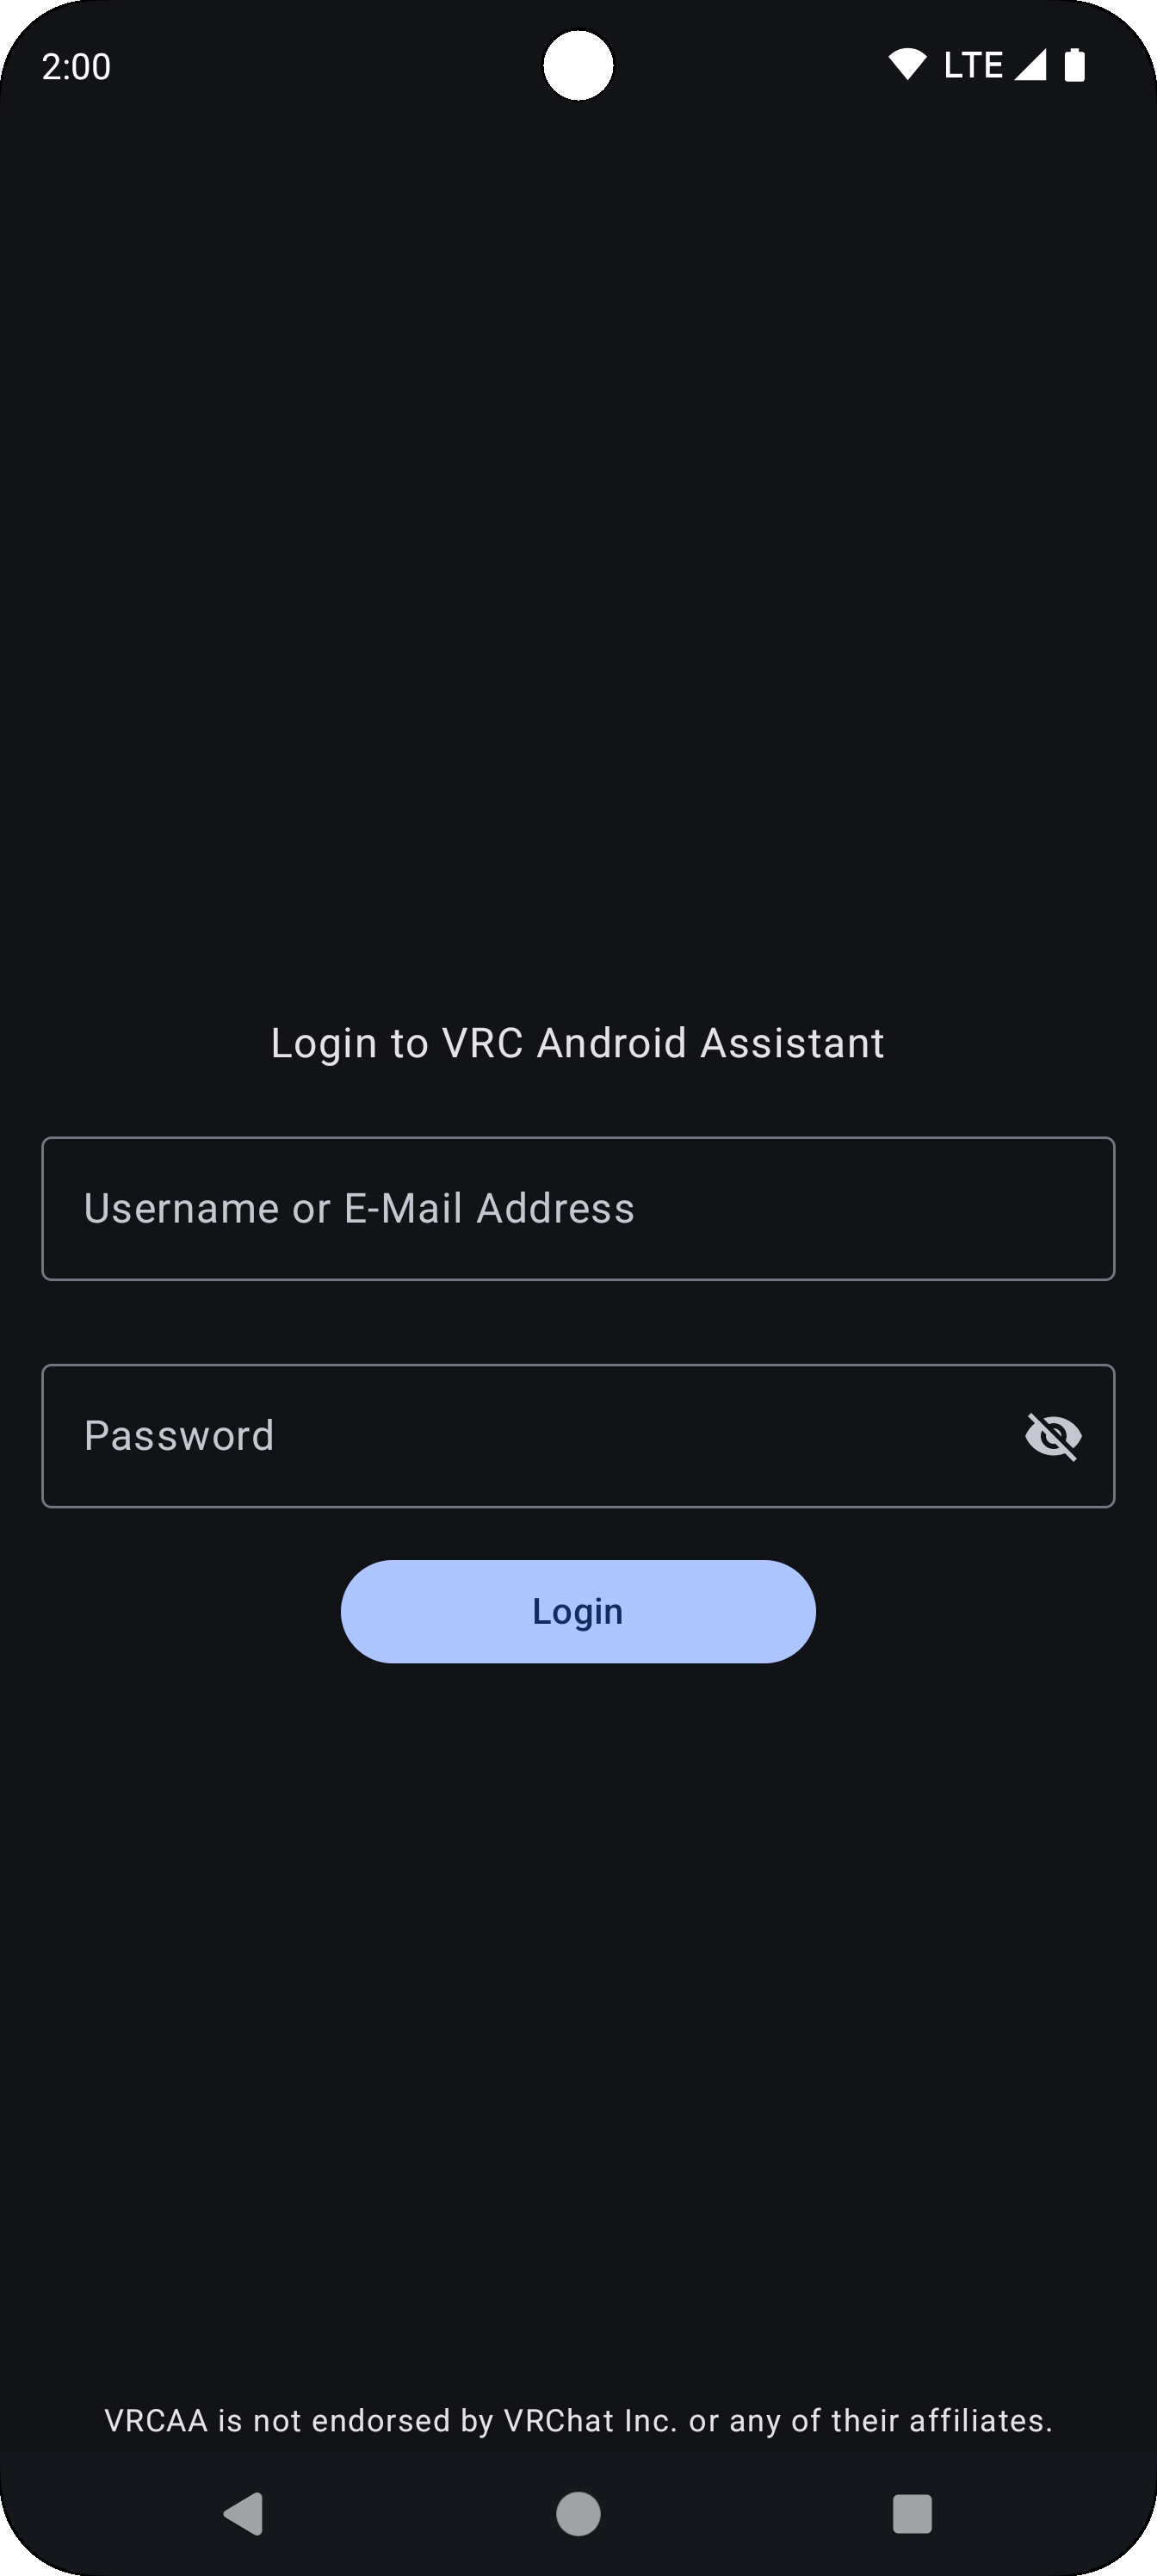 2:00
LTE
Login to VRC Android Assistant
Username or E-Mail Address
Password
Login
VRCAA is not endorsed by VRChat Inc. or any of their affiliates.